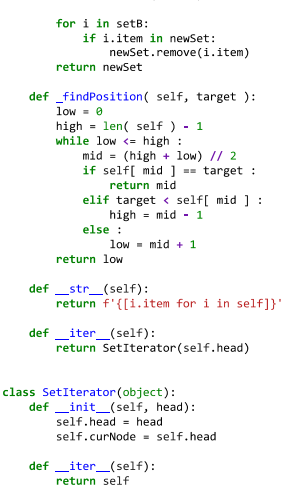 for i in setB:
            if i.item in newSet:
                newSet.remove(i.item)
        return newSet

    def _findPosition( self, target ):
        low = 0
        high = len( self ) - 1
        while low <= high :
            mid = (high + low) // 2
            if self[ mid ] == target :
                return mid
            elif target < self[ mid ] :
                high = mid - 1
            else :
                low = mid + 1
        return low

    def __str__(self):
        return f'{[i.item for i in self]}'

    def __iter__(self):
        return SetIterator(self.head)


class SetIterator(object):
    def __init__(self, head):
        self.head = head
        self.curNode = self.head

    def __iter__(self):
        return self